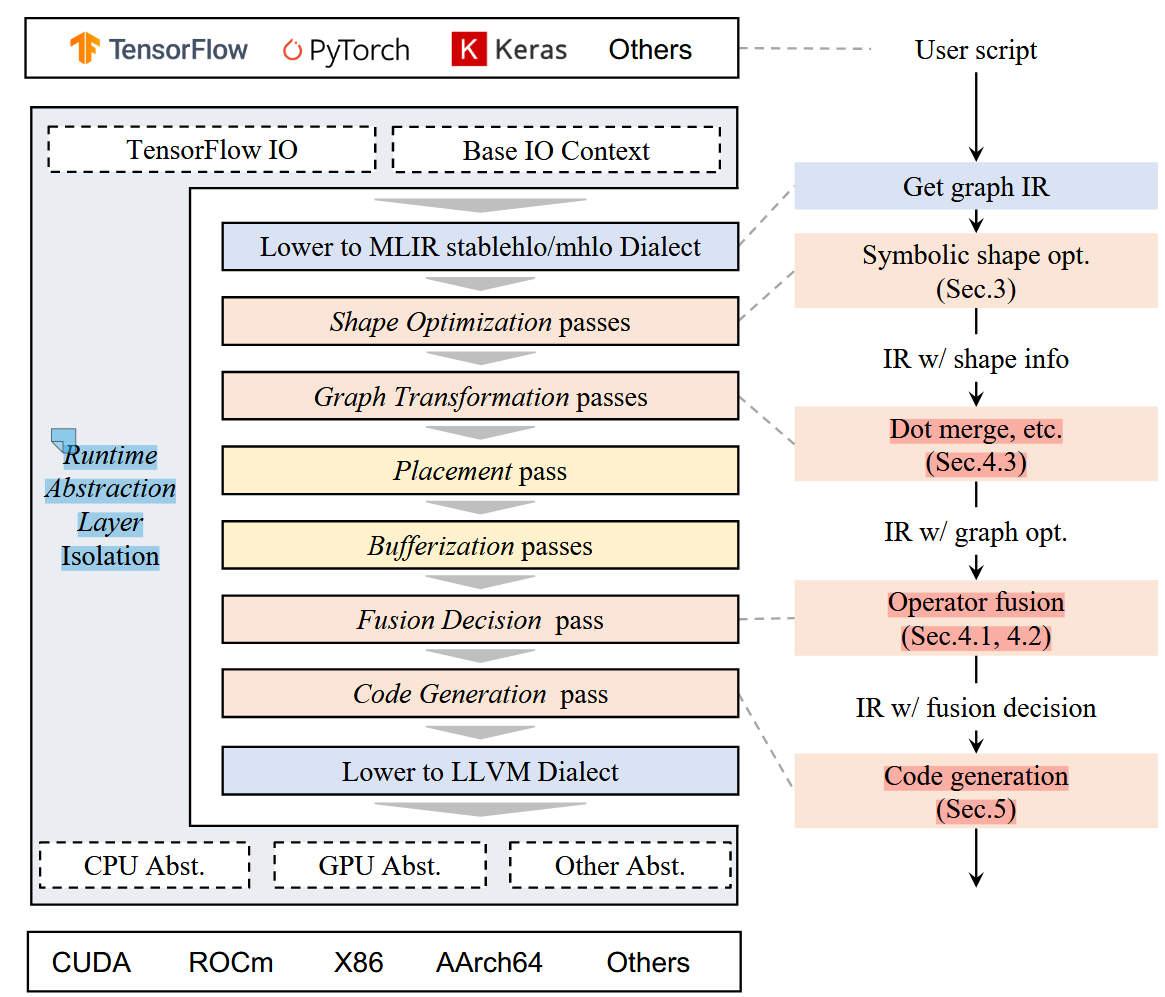 TensorFlow PyTorch K Keras Others
User script
TensorFlow IO
Base IO Context
Get graph IR
Lower to MLIR stablehlo/mhlo Dialect
Symbolic shape opt.
(Sec.3)
Shape Optimization passes
IR w/ shape info
Graph Transformation passes
Dot merge, etc.
(Sec.4.3)
Runtime
Abstraction
Layer
Isolation
Placement pass
IR w/ graph opt.
Bufferization passes
Operator fusion
(Sec.4.1, 4.2)
Fusion Decision pass
Code Generation pass
IR w/ fusion decision
Lower to LLVM Dialect
Code generation
(Sec.5)
CPU Abst.
GPU Abst.
Other Abst.
CUDA ROCm X86 AArch64 Others